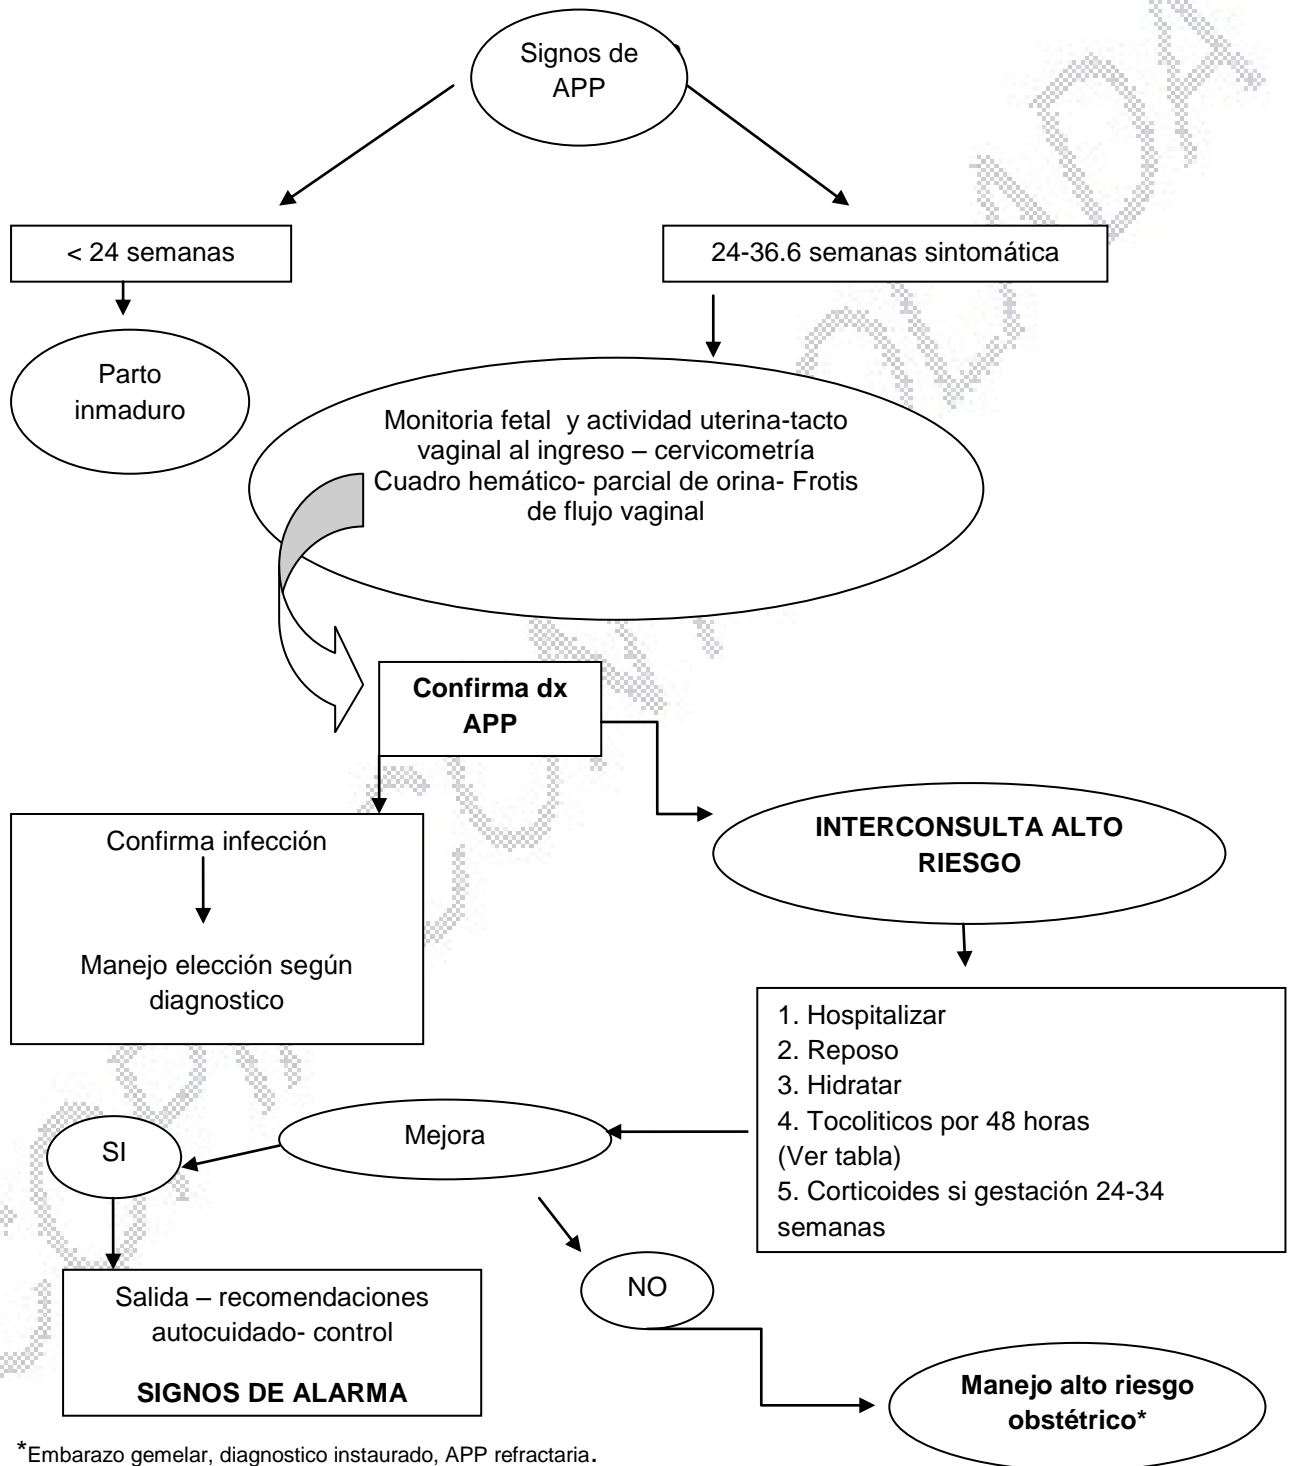 Signos de
APP
< 24 semanas
24-36.6 semanas sintomática
Parto
inmaduro
Monitoria fetal y actividad uterina-tacto
vaginal al ingreso – cervicometría
Cuadro hemático- parcial de orina- Frotis
de flujo vaginal
Confirma dx
APP
Confirma infección
Manejo elección según
diagnostico
INTERCONSULTA ALTO
RIESGO
1. Hospitalizar
2. Reposo
3. Hidratar
4. Tocoliticos por 48 horas
(Ver tabla)
5. Corticoides si gestación 24-34
semanas
Mejora
SI
NO
Salida – recomendaciones
autocuidado- control
SIGNOS DE ALARMA
Manejo alto riesgo
obstétrico*
*Embarazo gemelar, diagnostico instaurado, APP refractaria.